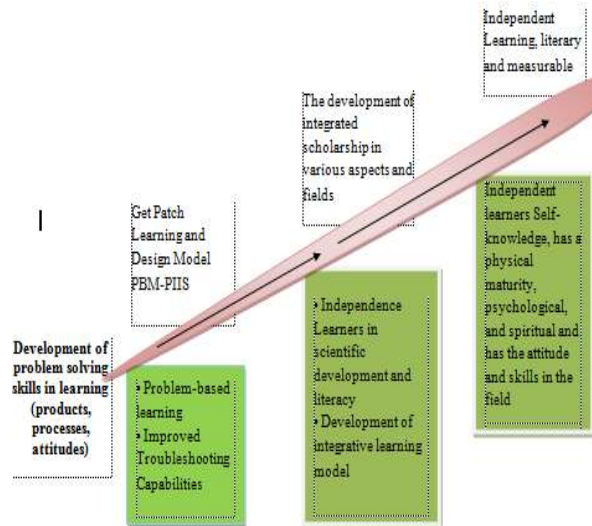 Independent
Learning, literary
and measurable
The development of
integrated
scholarship in
various aspects and
fields
Get Patch
Learning and
Design Model
PBM-PIIS
Development of
problem solving
skills in learning
(products,
processes,
attitudes)
• Problem-based
learning
• Improved
Troubleshooting
Capabilities
• Independence
Learners in
scientific
development and
literacy
• Development of
integrative learning
model
Independent
learners Self-
knowledge, has a
physical
maturity,
psychological,
and spiritual and
has the attitude
and skills in the
field